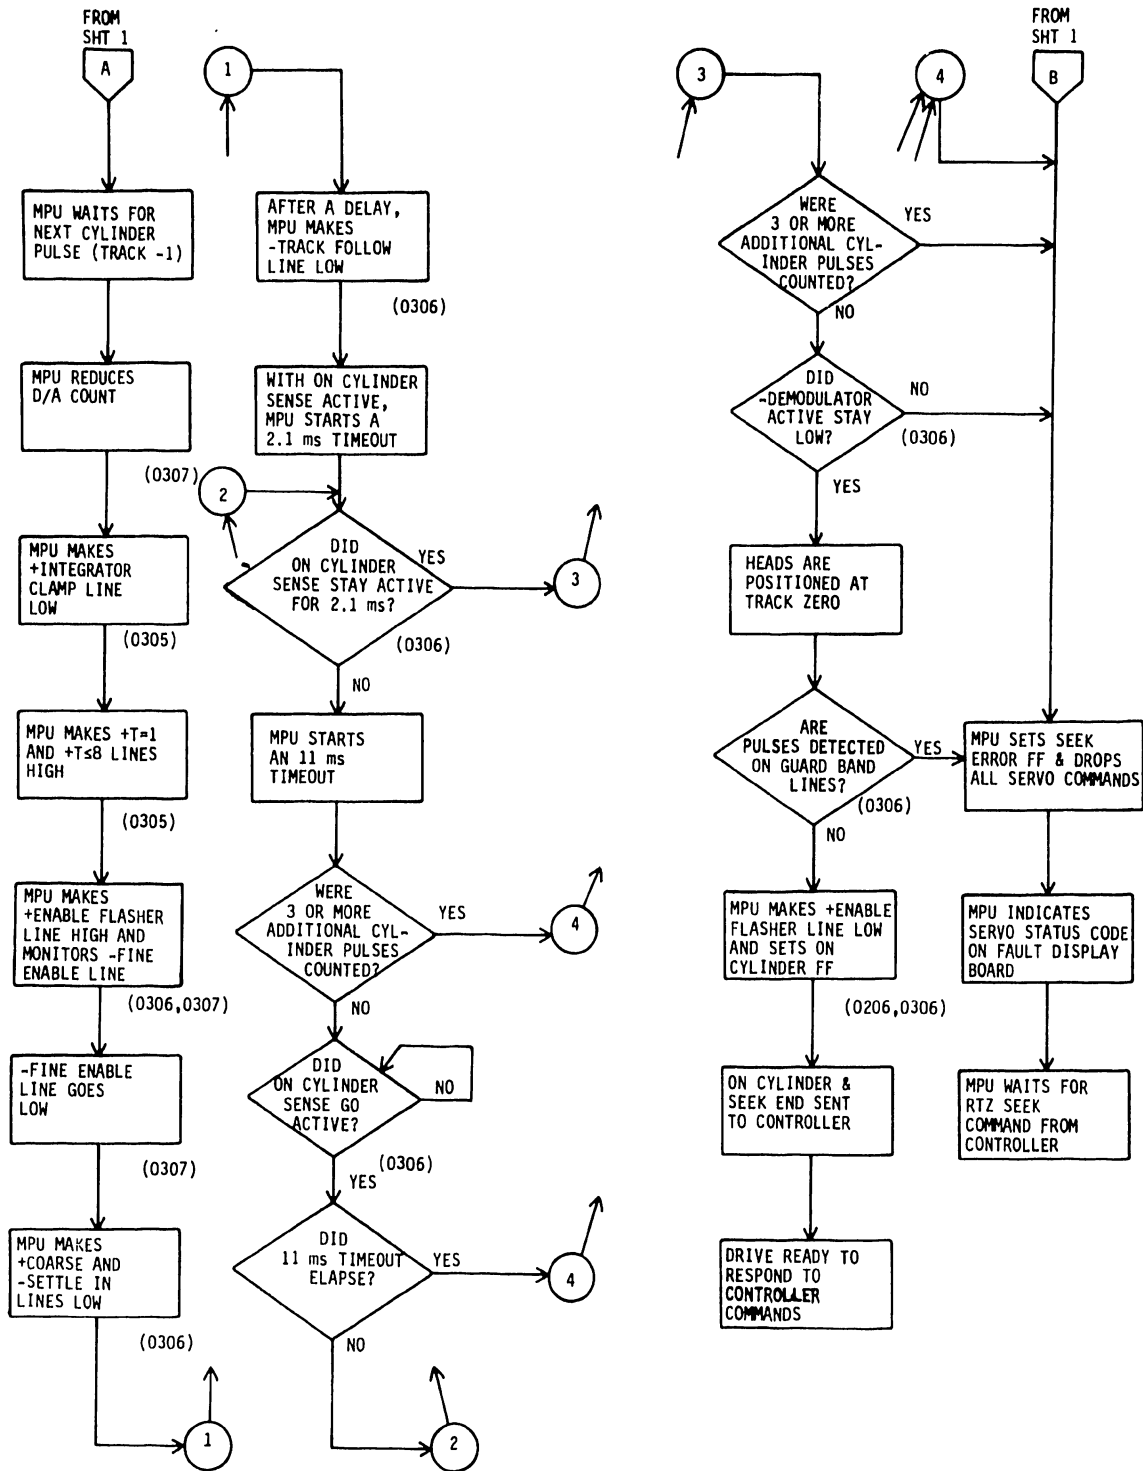 FROM
SHT 1
A
MPU WAITS FOR
NEXT CYLINDER
PULSE (TRACK -1)
MPU REDUCES
D/A COUNT
(0307)
MPU MAKES
+INTEGRATOR
CLAMP LINE
LOW
(0305)
MPU MAKES +T=1
AND +T≤8 LINES
HIGH
(0305)
MPU MAKES
+ENABLE FLASHER
LINE HIGH AND
MONITORS -FINE
ENABLE LINE
(0306,0307)
-FINE ENABLE
LINE GOES
LOW
(0307)
MPU MAKES
+COARSE AND
-SETTLE IN
LINES LOW
(0306)
1
1
AFTER A DELAY,
MPU MAKES
-TRACK FOLLOW
LINE LOW
(0306)
WITH ON CYLINDER
SENSE ACTIVE,
MPU STARTS A
2.1 ms TIMEOUT
2
DID
ON CYLINDER
SENSE STAY ACTIVE
FOR 2.1 ms?
YES
3
(0306)
NO
MPU STARTS
AN 11 ms
TIMEOUT
WERE
3 OR MORE
ADDITIONAL CYL-
INDER PULSES
COUNTED?
YES
4
NO
DID
ON CYLINDER
SENSE GO
ACTIVE?
NO
(0306)
YES
DID
11 ms TIMEOUT
ELAPSE?
YES
4
NO
2
3
WERE
3 OR MORE
ADDITIONAL CYL-
INDER PULSES
COUNTED?
YES
NO
DID
-DEMODULATOR
ACTIVE STAY
LOW?
NO
(0306)
YES
HEADS ARE
POSITIONED AT
TRACK ZERO
ARE
PULSES DETECTED
ON GUARD BAND
LINES?
YES
(0306)
NO
MPU MAKES +ENABLE
FLASHER LINE LOW
AND SETS ON
CYLINDER FF
(0206,0306)
ON CYLINDER &
SEEK END SENT
TO CONTROLLER
DRIVE READY TO
RESPOND TO
CONTROLLER
COMMANDS
4
FROM
SHT 1
B
MPU SETS SEEK
ERROR FF & DROPS
ALL SERVO COMMANDS
MPU INDICATES
SERVO STATUS CODE
ON FAULT DISPLAY
BOARD
MPU WAITS FOR
RTZ SEEK
COMMAND FROM
CONTROLLER